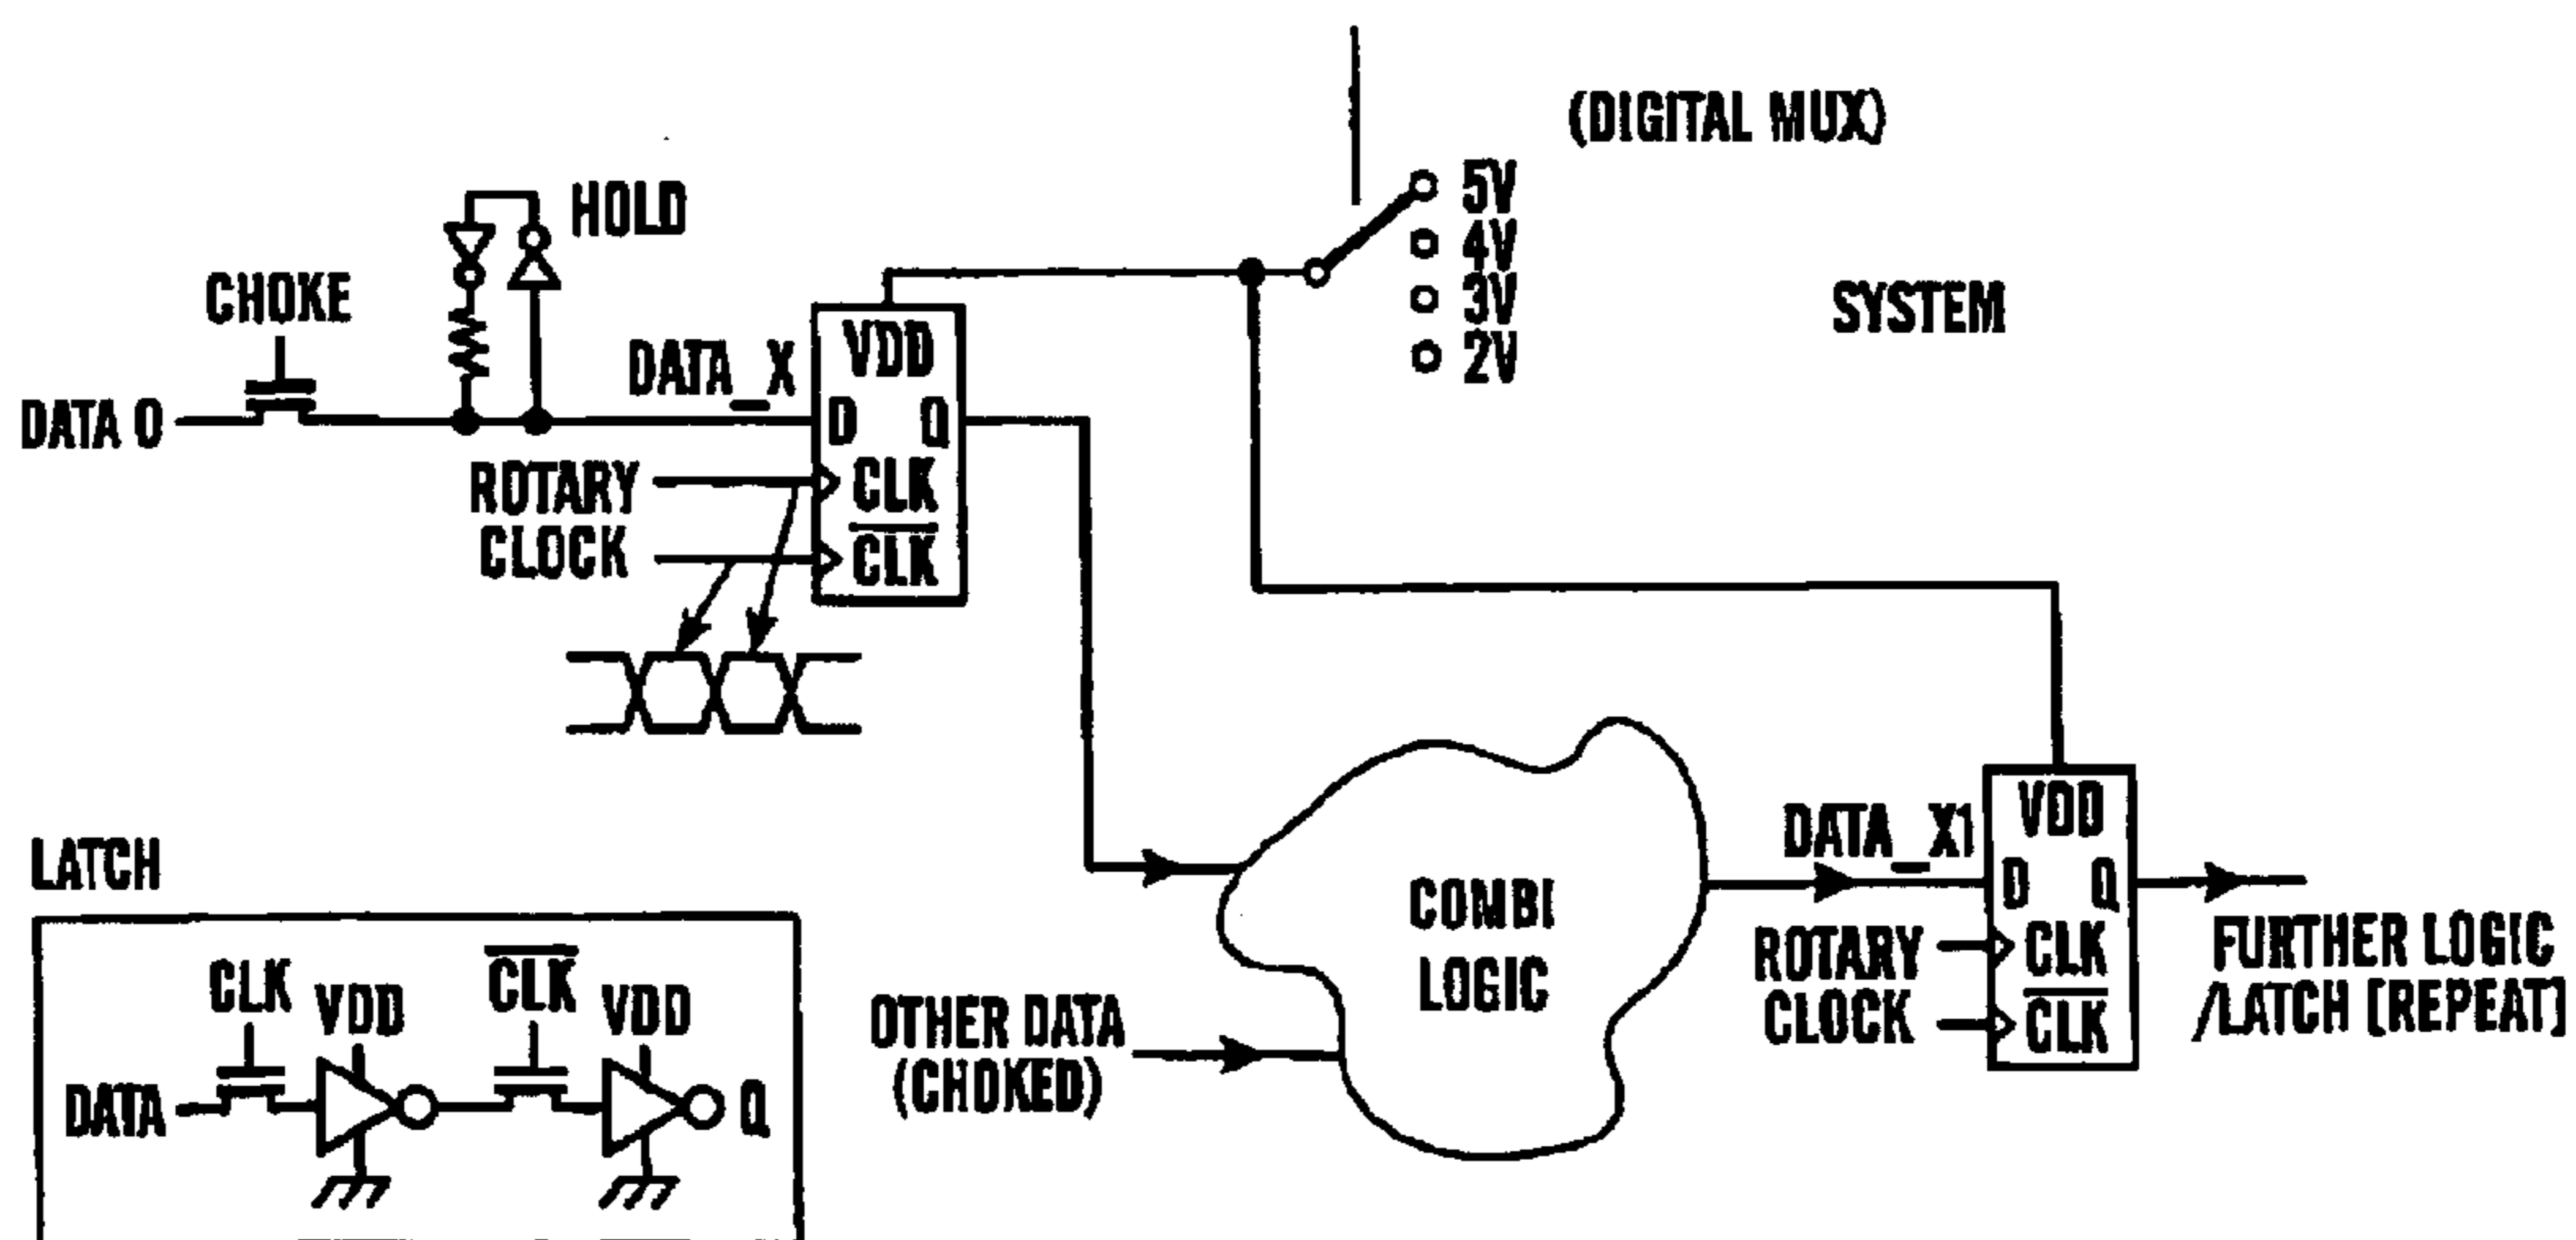 (DIGITAL MUX)
5V
4V
3V
2V
SYSTEM
HOLD
CHOKE
DATA 0
DATA_X
VDD
D Q
CLK
CLK
ROTARY
CLOCK
LATCH
CLK
VDD
CLK
VDD
DATA
Q
COMBI
LOGIC
OTHER DATA
(CHOKED)
DATA_X1
VDD
D Q
CLK
CLK
ROTARY
CLOCK
FURTHER LOGIC
/LATCH [REPEAT]